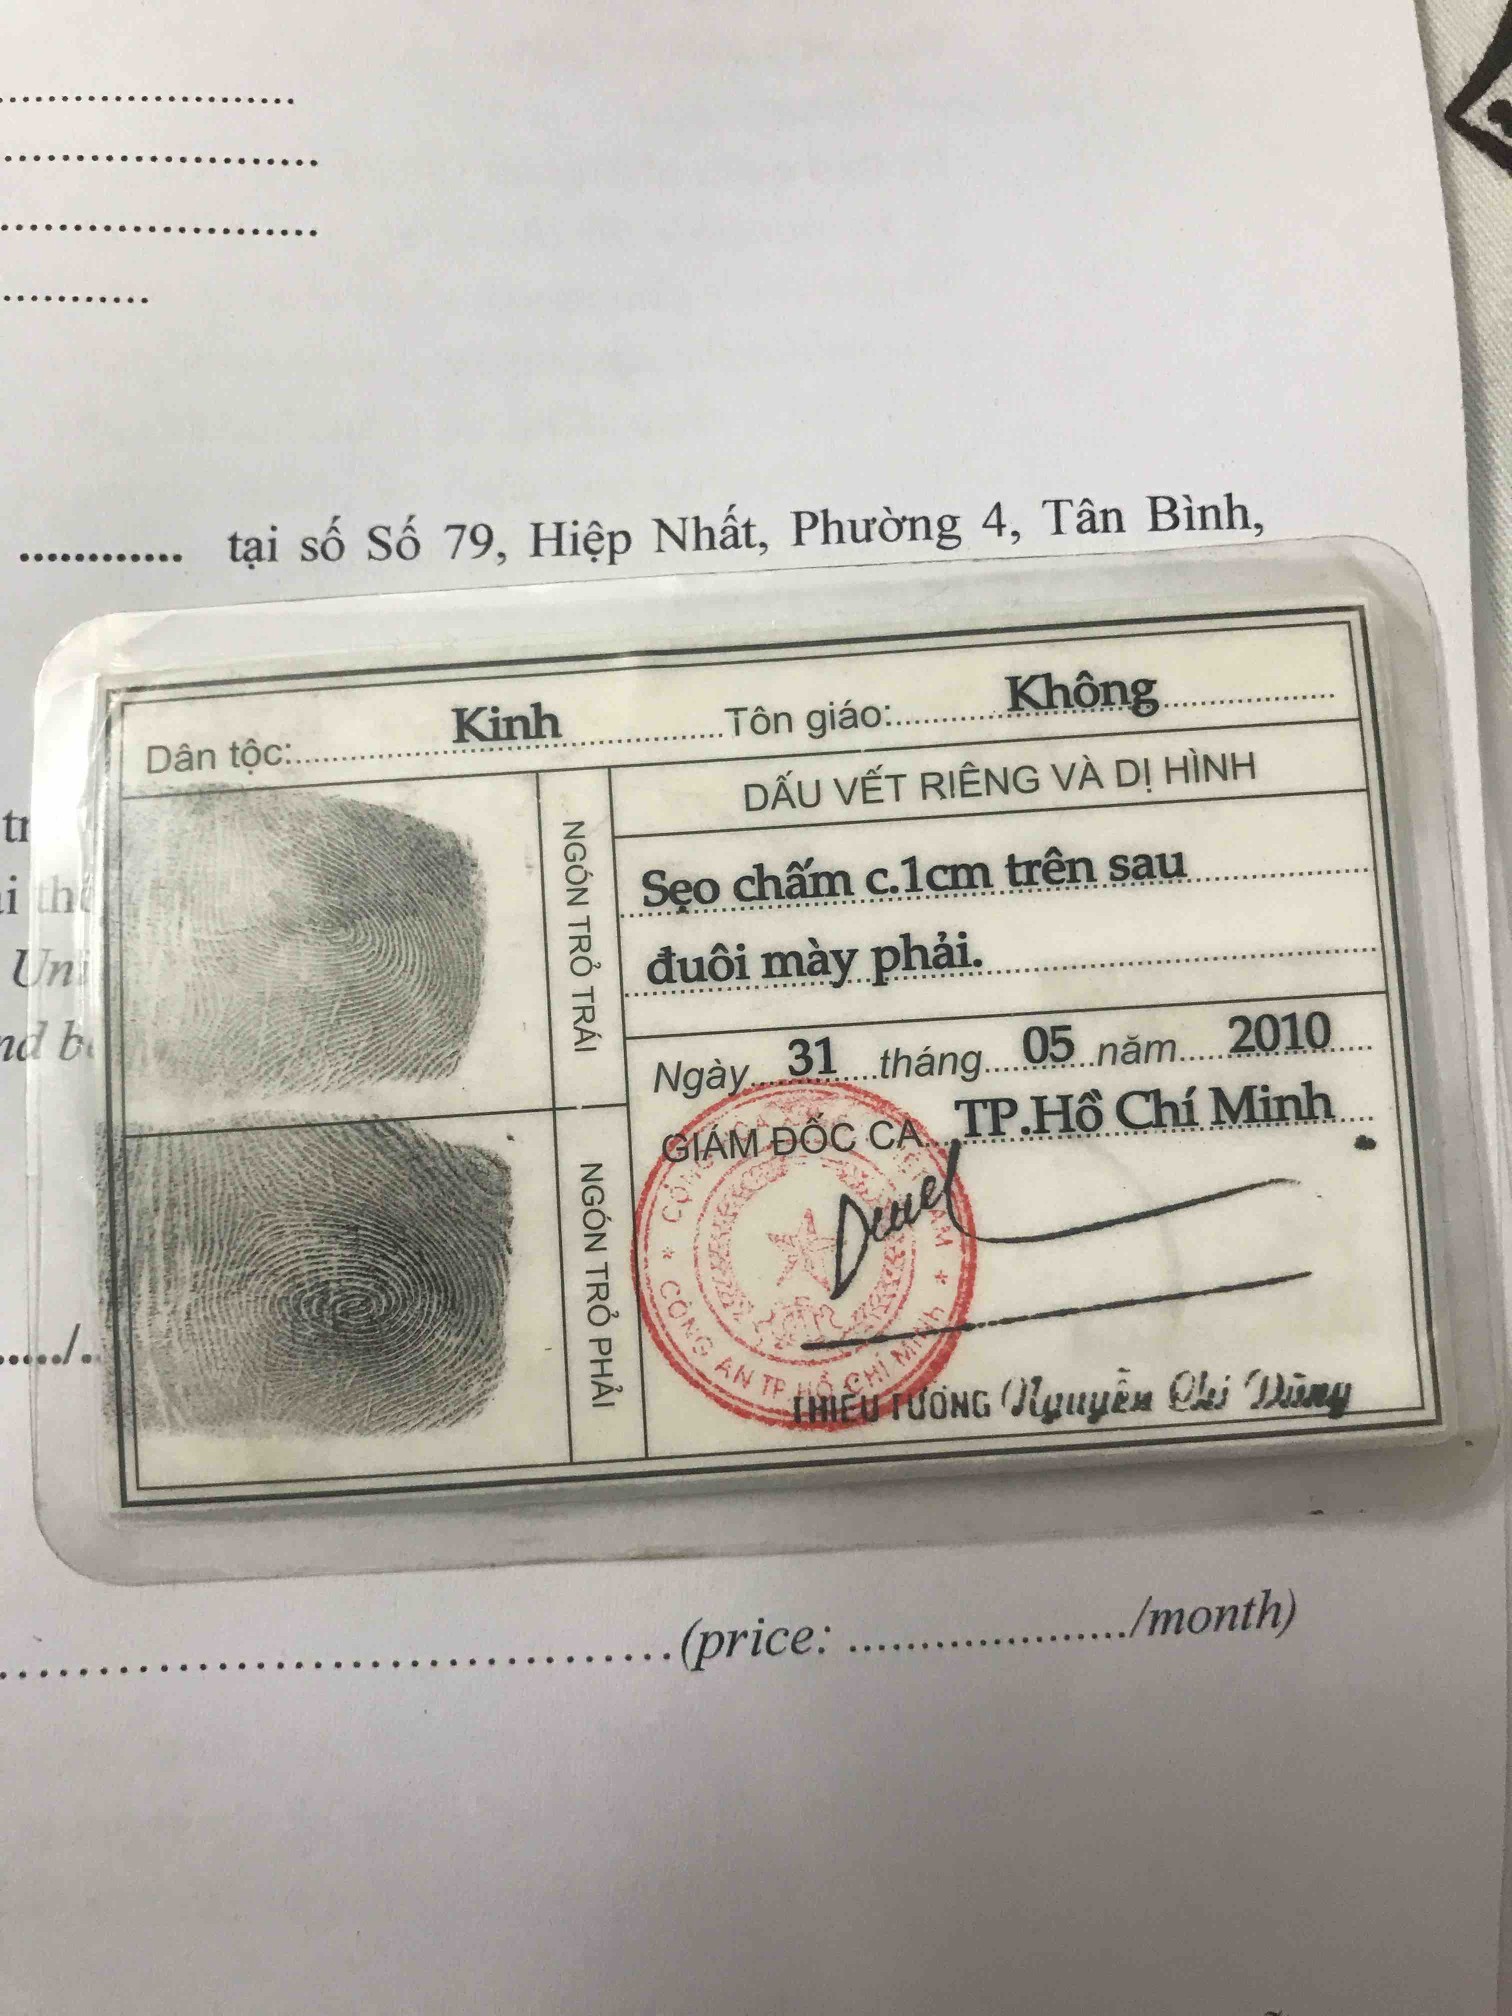 ............ tại số Số 79, Hiệp Nhất, Phường 4, Tân Bình,
Dân tộc: Kinh Tôn giáo: Không
NGÓN TRỎ TRÁI
DẤU VẾT RIÊNG VÀ DỊ HÌNH
Sẹo chấm c.1cm trên sau
đuôi mày phải.
Ngày 31 tháng 05 năm 2010
GIÁM ĐỐC CA TP.Hồ Chí Minh
NGÓN TRỎ PHẢI
CÔNG AN TP HỒ CHÍ MINH
THIẾU TƯỚNG Nguyễn Chí Dũng
(price: ..................../month)